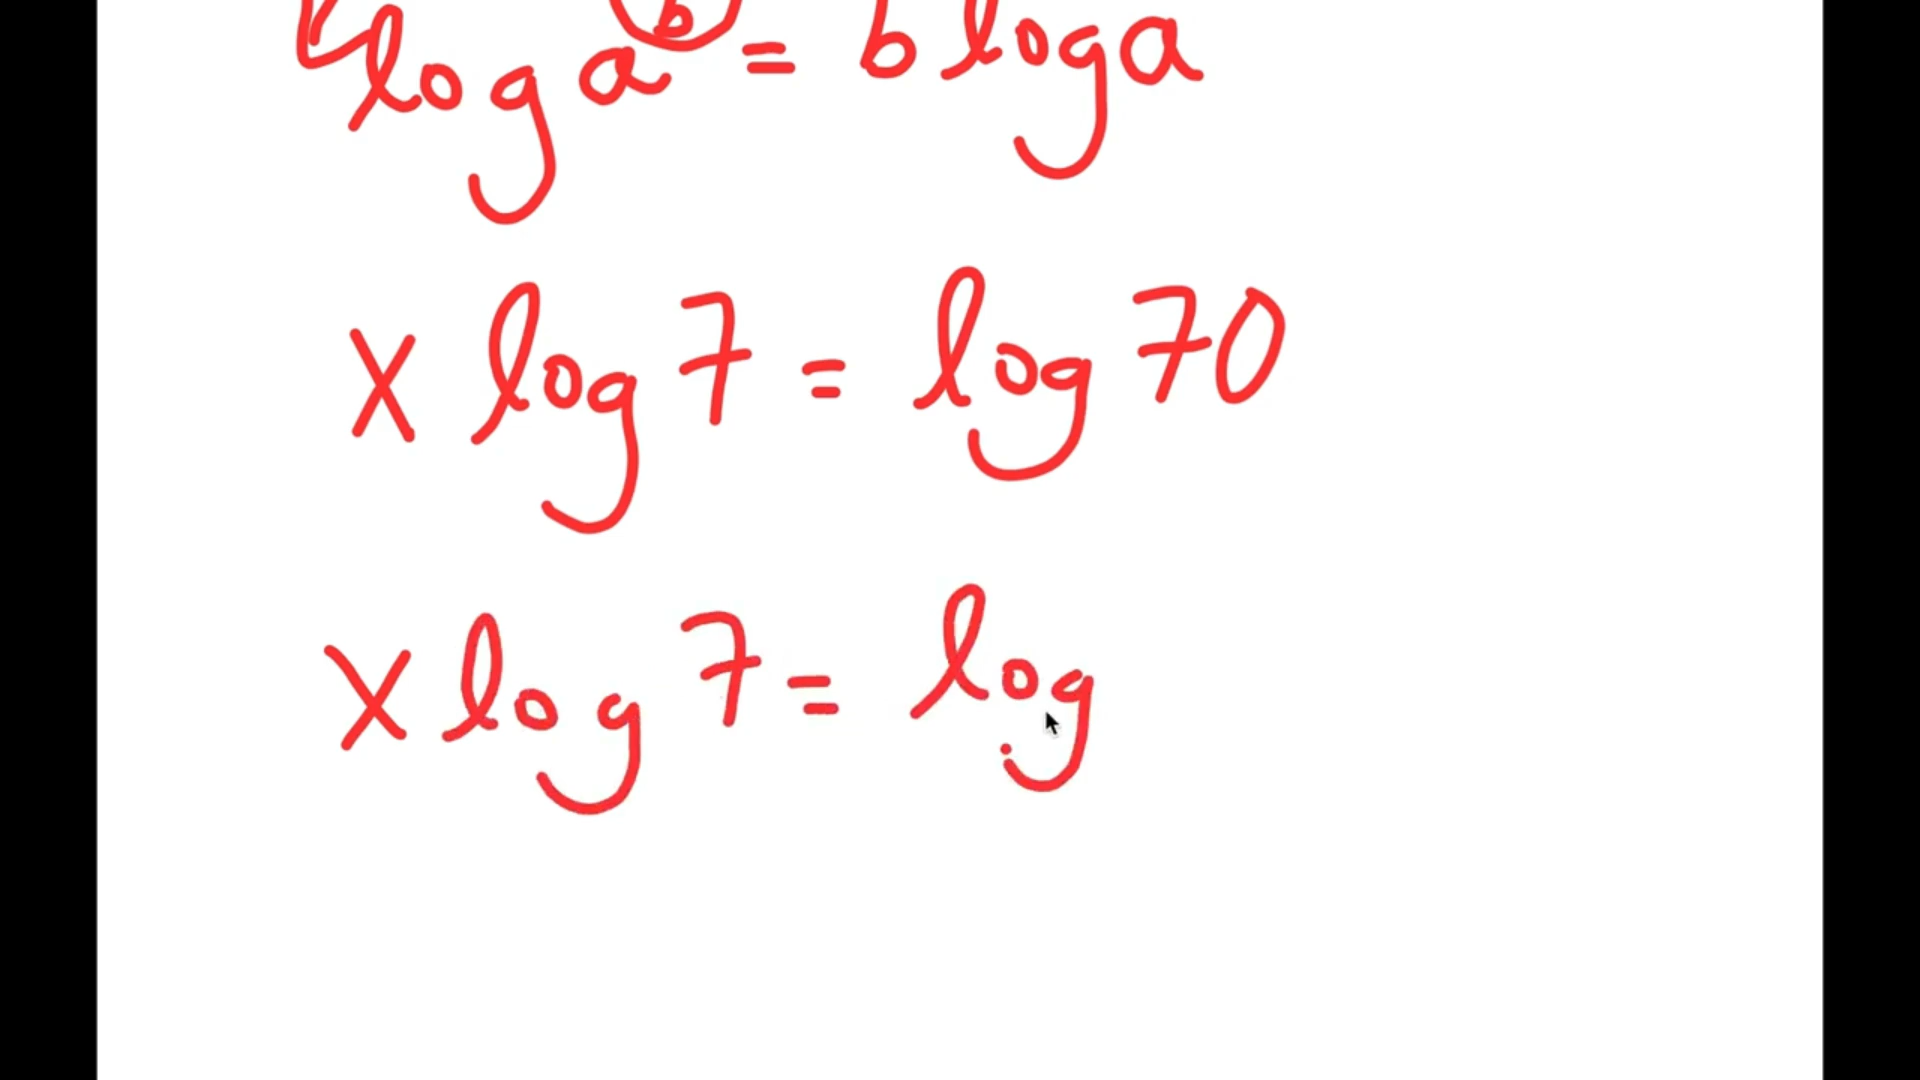 log a^b = b log a
x log 7 = log 70
x log 7 = log